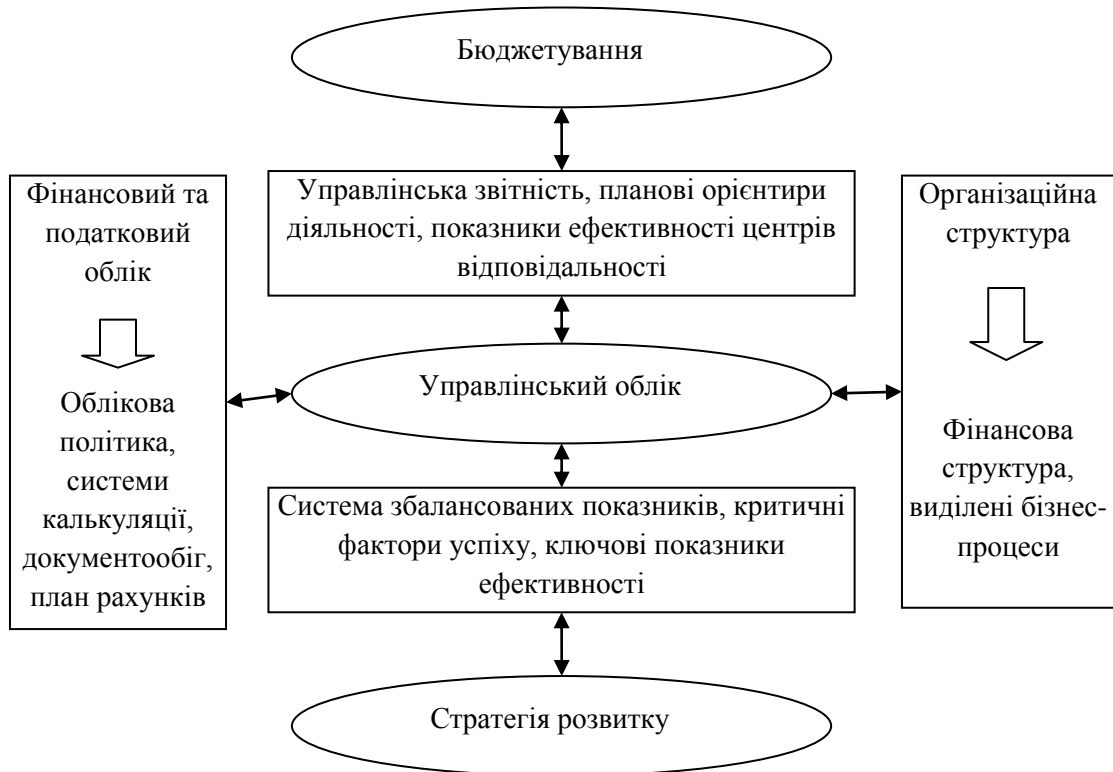 Бюджетування
Управлінська звітність, планові орієнтири
діяльності, показники ефективності центрів
відповідальності
Фінансовий та
податковий
облік
Облікова
політика,
системи
калькуляції,
документообіг,
план рахунків
Управлінський облік
Організаційна
структура
Фінансова
структура,
виділені бізнес-
процеси
Система збалансованих показників, критичні
фактори успіху, ключові показники
ефективності
Стратегія розвитку